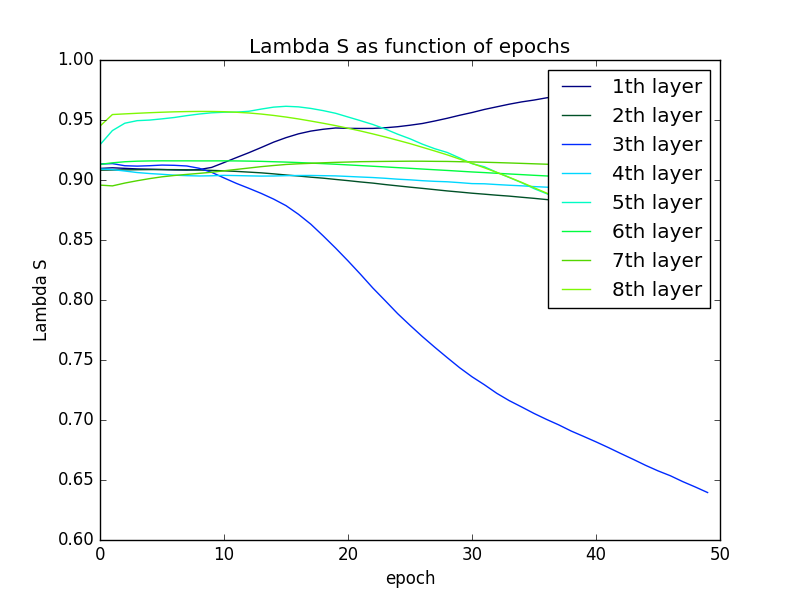 Lambda S as function of epochs
1.00
0.95
0.90
0.85
0.80
0.75
0.70
0.65
0.60
Lambda S
0
10
20
30
40
50
epoch
1th layer
2th layer
3th layer
4th layer
5th layer
6th layer
7th layer
8th layer